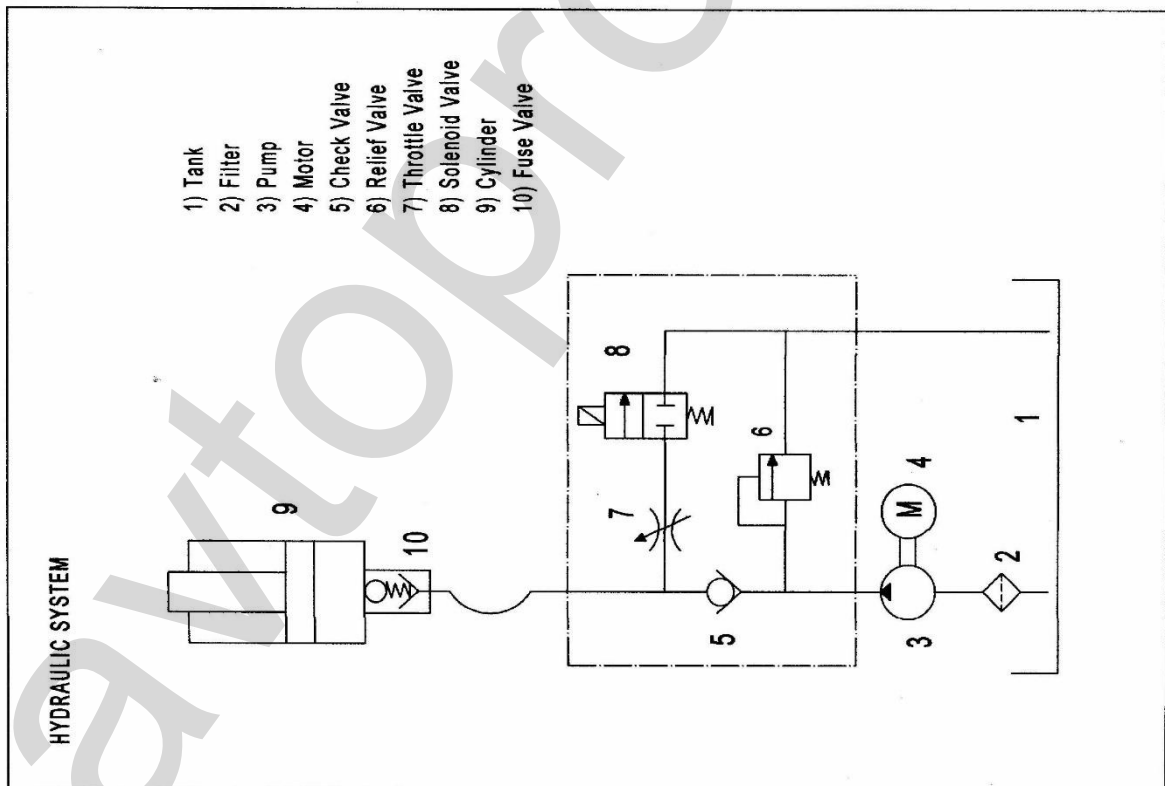 HYDRAULIC SYSTEM
1) Tank
2) Filter
3) Pump
4) Motor
5) Check Valve
6) Relief Valve
7) Throttle Valve
8) Solenoid Valve
9) Cylinder
10) Fuse Valve
9
10
8
7
6
5
4
M
3
2
1
avtopro